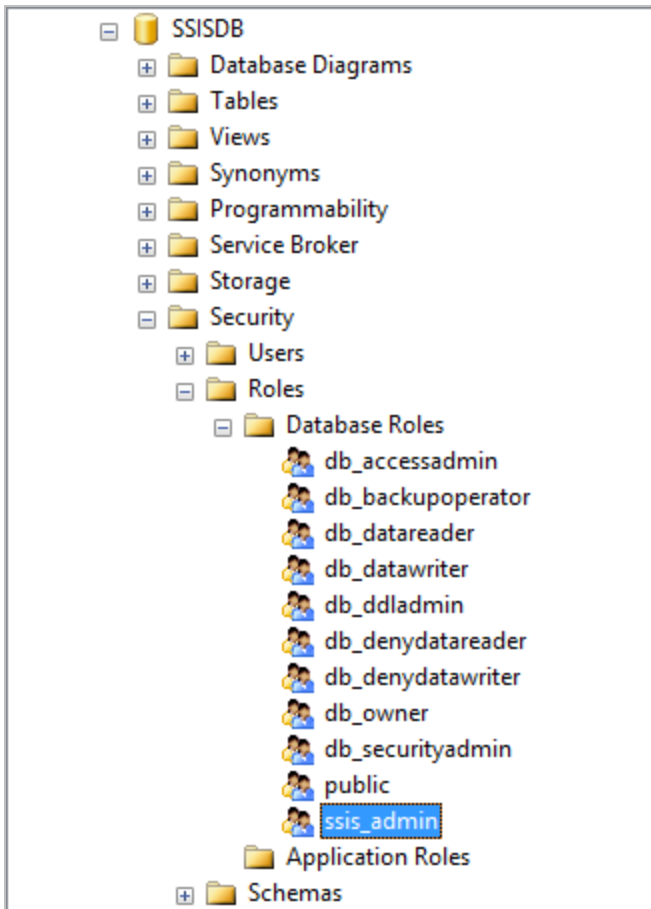 SSISDB
Database Diagrams
Tables
Views
Synonyms
Programmability
Service Broker
Storage
Security
Users
Roles
Database Roles
db_accessadmin
db_backupoperator
db_datareader
db_datawriter
db_ddladmin
db_denydatareader
db_denydatawriter
db_owner
db_securityadmin
public
ssis_admin
Application Roles
Schemas